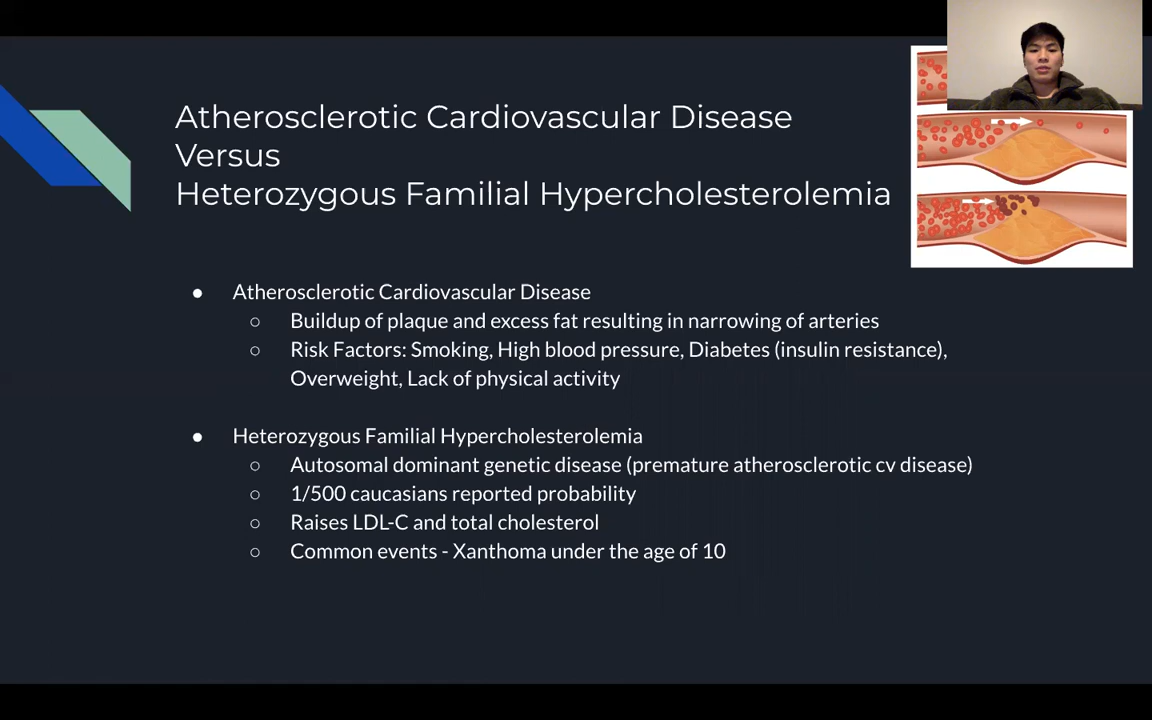 Atherosclerotic Cardiovascular Disease
Versus
Heterozygous Familial Hypercholesterolemia
● Atherosclerotic Cardiovascular Disease
○ Buildup of plaque and excess fat resulting in narrowing of arteries
○ Risk Factors: Smoking, High blood pressure, Diabetes (insulin resistance),
Overweight, Lack of physical activity
● Heterozygous Familial Hypercholesterolemia
○ Autosomal dominant genetic disease (premature atherosclerotic cv disease)
○ 1/500 caucasians reported probability
○ Raises LDL-C and total cholesterol
○ Common events - Xanthoma under the age of 10